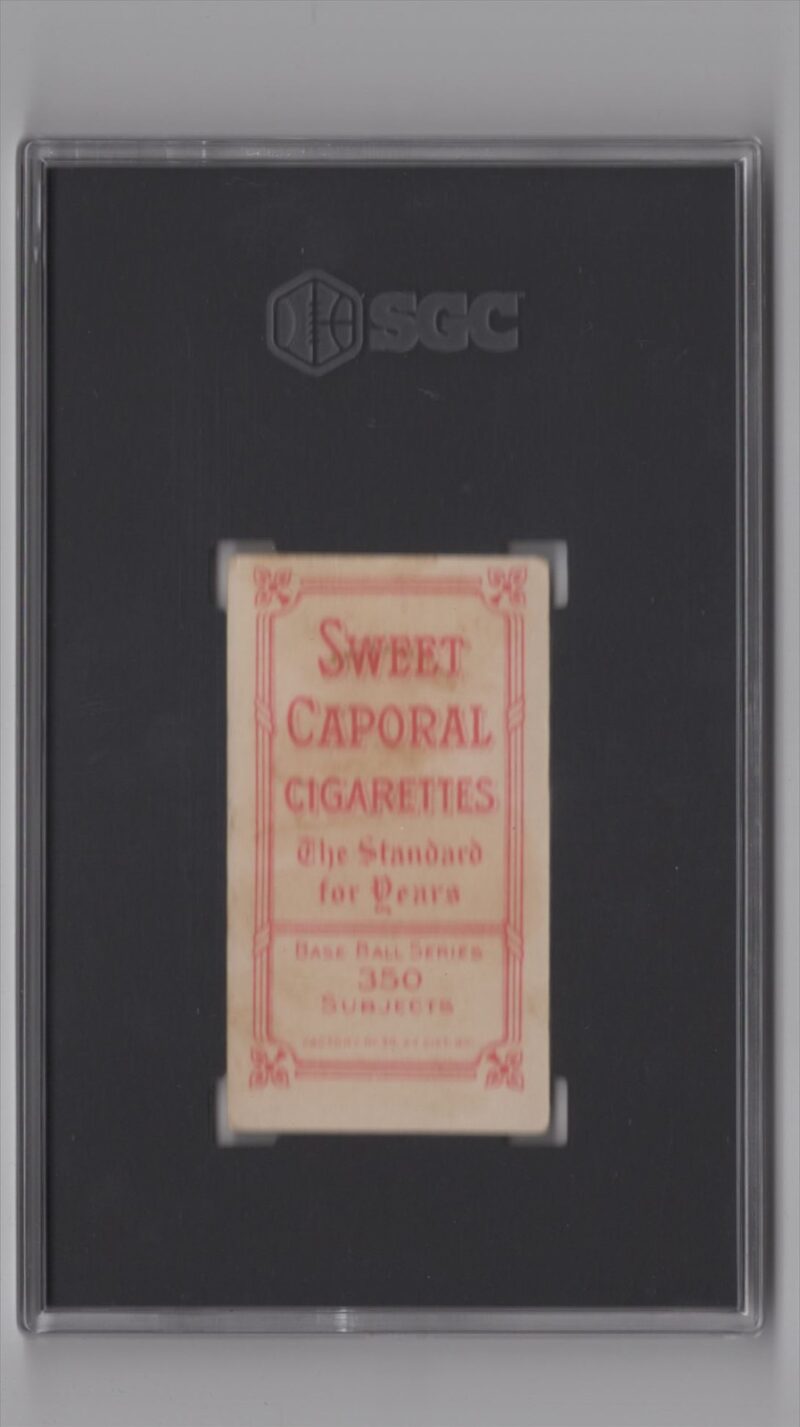 SGC
SWEET
CAPORAL
CIGARETTES
The Standard
for Years
BASE BALL SERIES
350
SUBJECTS